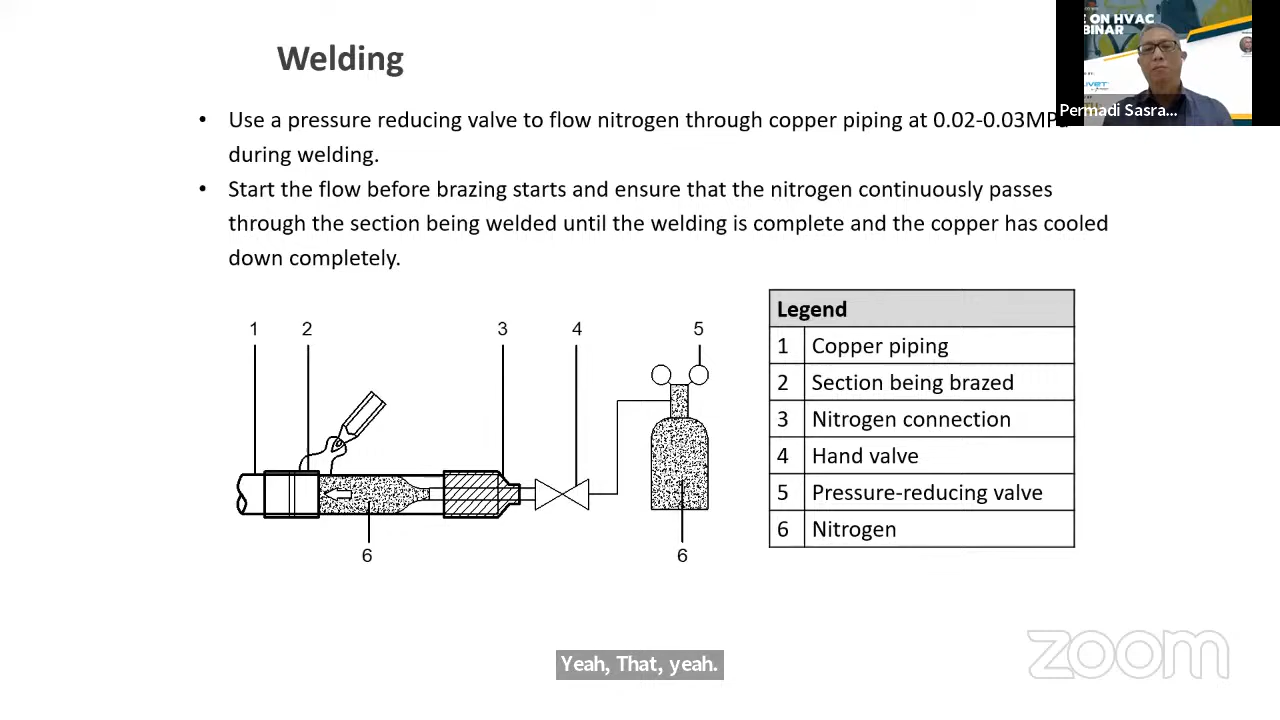 Welding
E ON HVAC
BINAR
Permadi Sasra...
• Use a pressure reducing valve to flow nitrogen through copper piping at 0.02-0.03MPa
during welding.
• Start the flow before brazing starts and ensure that the nitrogen continuously passes
through the section being welded until the welding is complete and the copper has cooled
down completely.
1 2 3 4 5
6 6
Legend
1 Copper piping
2 Section being brazed
3 Nitrogen connection
4 Hand valve
5 Pressure-reducing valve
6 Nitrogen
Yeah, That, yeah.
zoom